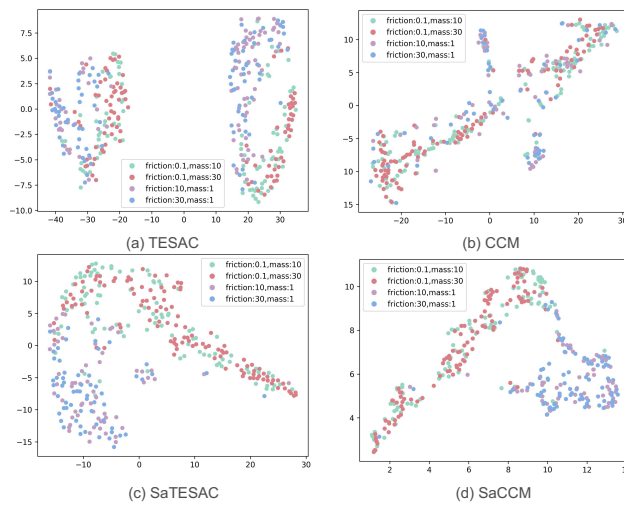 7.5
5.0
2.5
0.0
−2.5
−5.0
−7.5
−10.0
friction:0.1,mass:10
friction:0.1,mass:30
friction:10,mass:1
friction:30,mass:1
−40 −30 −20 −10 0 10 20 30
(a) TESAC
friction:0.1,mass:10
friction:0.1,mass:30
friction:10,mass:1
friction:30,mass:1
10
5
0
−5
10
15
−20 −10 0 10 20 30
(b) CCM
friction:0.1,mass:10
friction:0.1,mass:30
friction:10,mass:1
friction:30,mass:1
10
5
0
−5
−10
−15
−10 0 10 20 30
(c) SaTESAC
friction:0.1,mass:10
friction:0.1,mass:30
friction:10,mass:1
friction:30,mass:1
10
8
6
4
2 4 6 8 10 12
(d) SaCCM